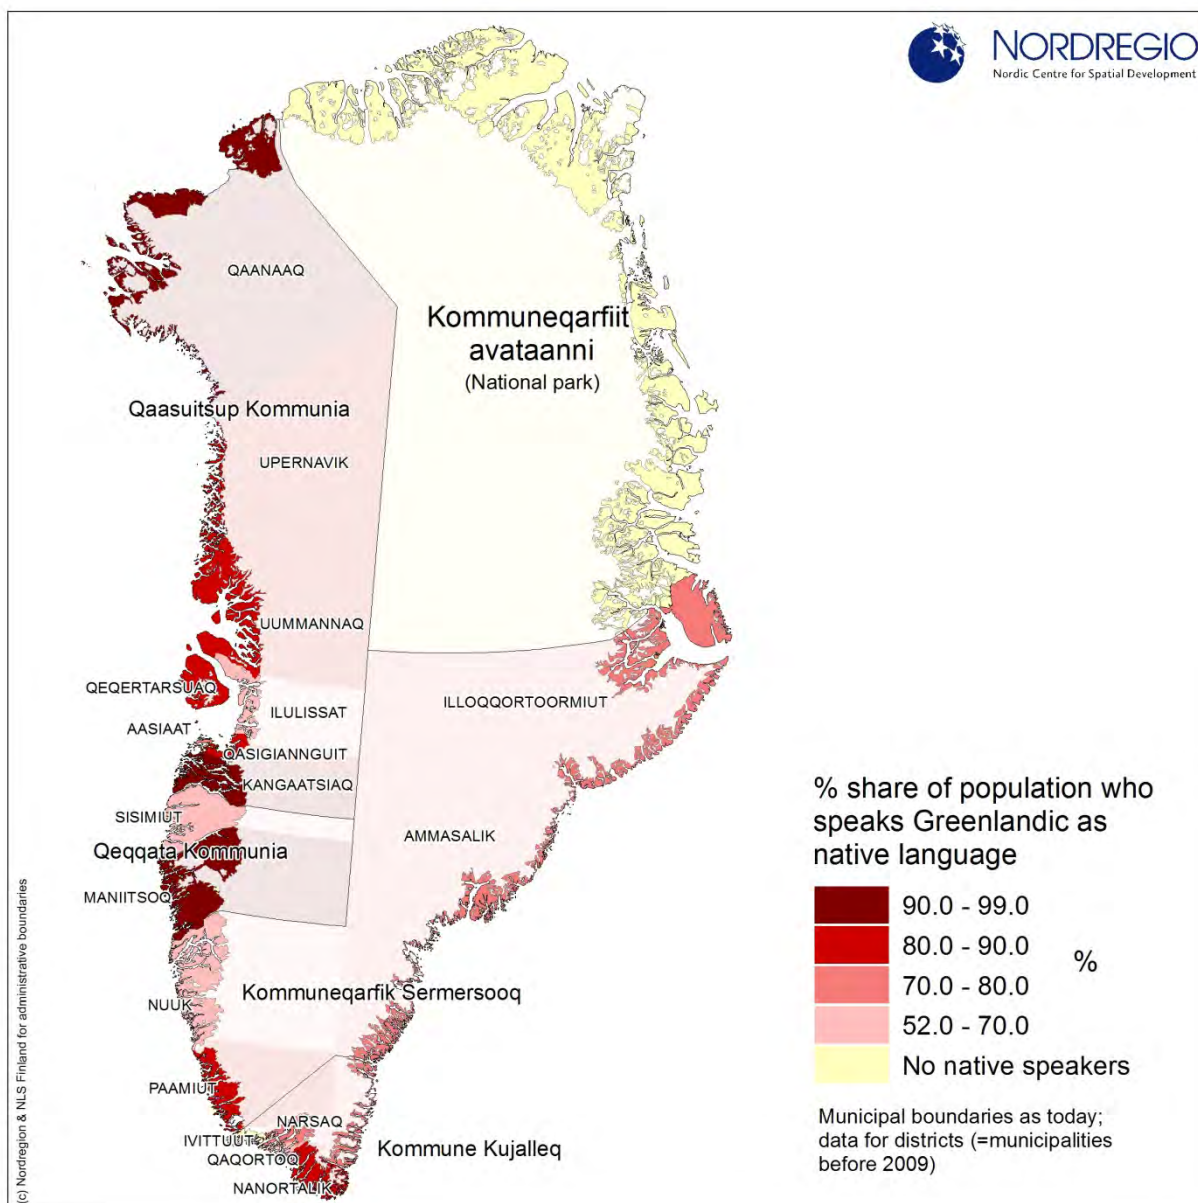 NORDREGIO
Nordic Centre for Spatial Development
QAANAAQ
Kommuneqarfiit
avataanni
(National park)
Qaasuitsup Kommunia
UPERNAVIK
UUMMANNAQ
QEQERTARSUAQ
ILLOQQORTOORMIUT
ILULISSAT
AASIAAT
QASIGIANNGUIT
KANGAATSIAQ
SISIMIUT
AMMASALIK
Qeqqata Kommunia
MANIITSOQ
Kommuneqarfik Sermersooq
NUUK
PAAMIUT
NARSAQ
IVITTUUT
Kommune Kujalleq
QAQORTOQ
NANORTALIK
% share of population who
speaks Greenlandic as
native language
90.0 - 99.0
80.0 - 90.0
%
70.0 - 80.0
52.0 - 70.0
No native speakers
Municipal boundaries as today;
data for districts (=municipalities
before 2009)
(c) Nordregion & NLS Finland for administrative boundaries